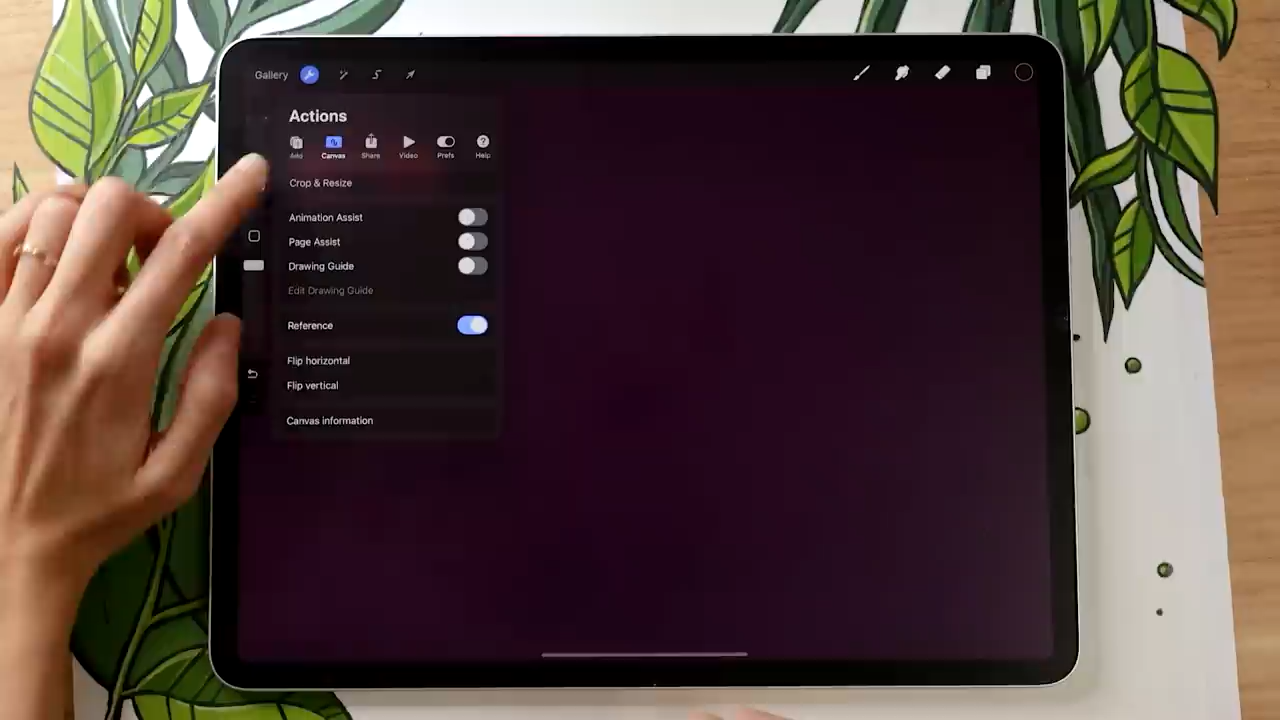 Gallery
Actions
Add Canvas Share Video Prefs Help
Crop & Resize
Animation Assist
Page Assist
Drawing Guide
Edit Drawing Guide
Reference
Flip horizontal
Flip vertical
Canvas information